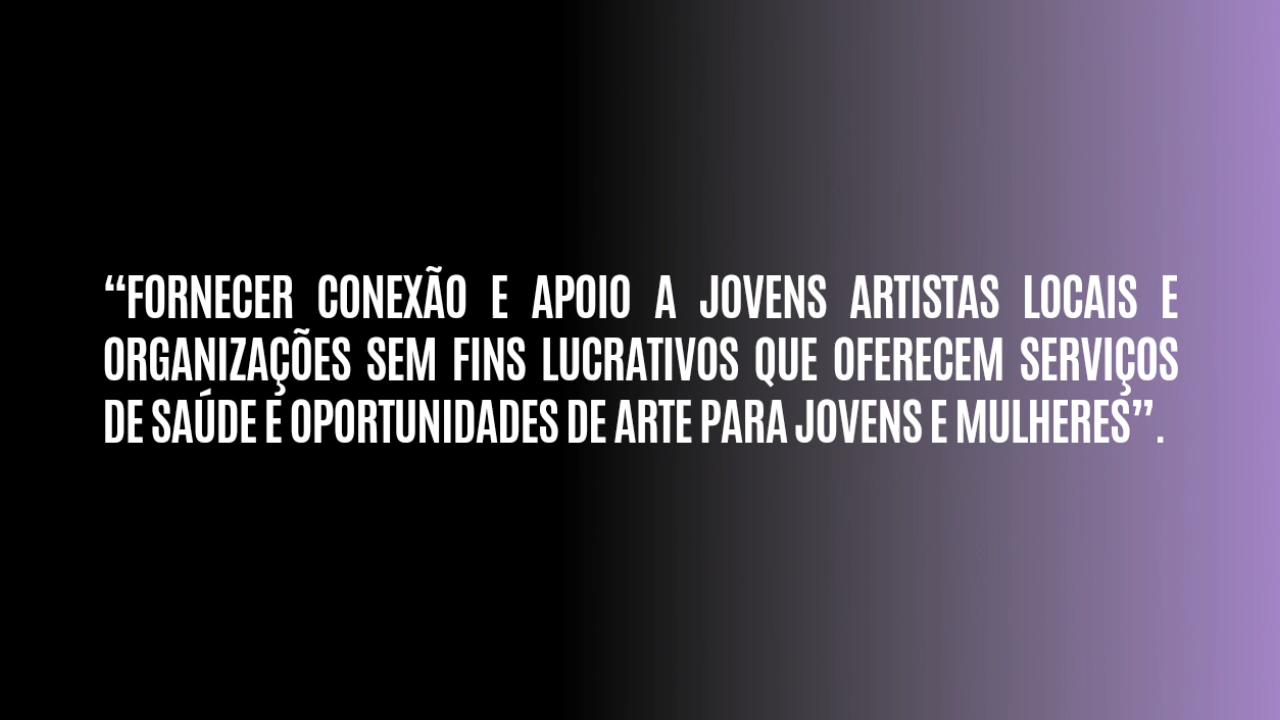 “FORNECER CONEXÃO E APOIO A JOVENS ARTISTAS LOCAIS E
ORGANIZAÇÕES SEM FINS LUCRATIVOS QUE OFERECEM SERVIÇOS
DE SAÚDE E OPORTUNIDADES DE ARTE PARA JOVENS E MULHERES”.